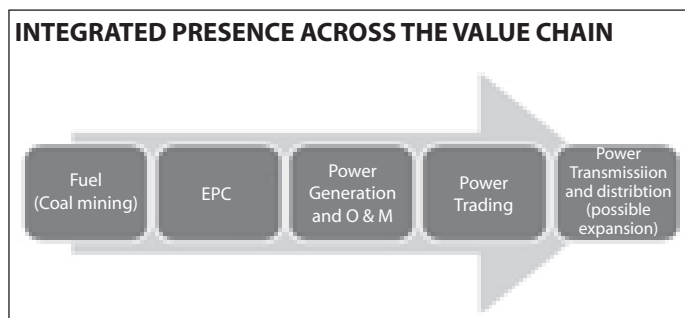 INTEGRATED PRESENCE ACROSS THE VALUE CHAIN
Fuel
(Coal mining)
EPC
Power
Generation
and O & M
Power
Trading
Power
Transmissiion
and distribtion
(possible
expansion)